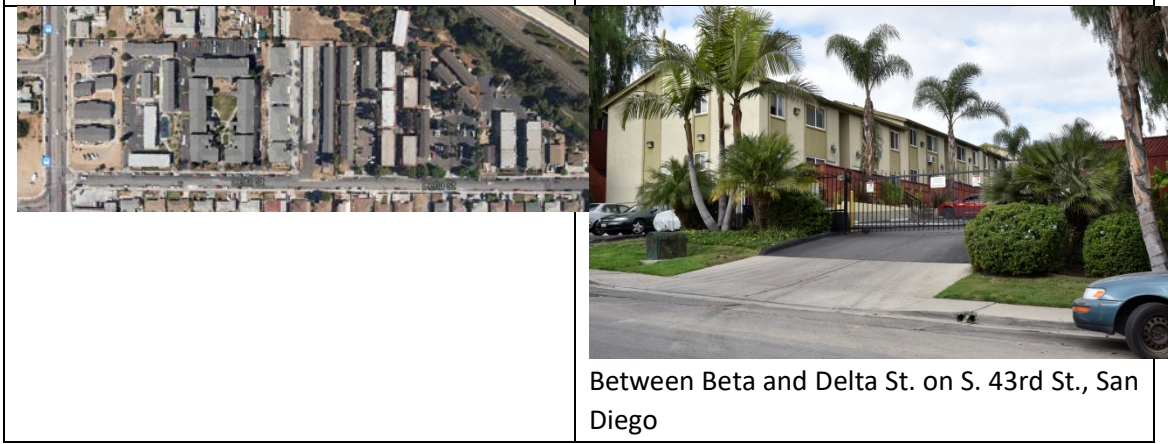 Between Beta and Delta St. on S. 43rd St., San
Diego